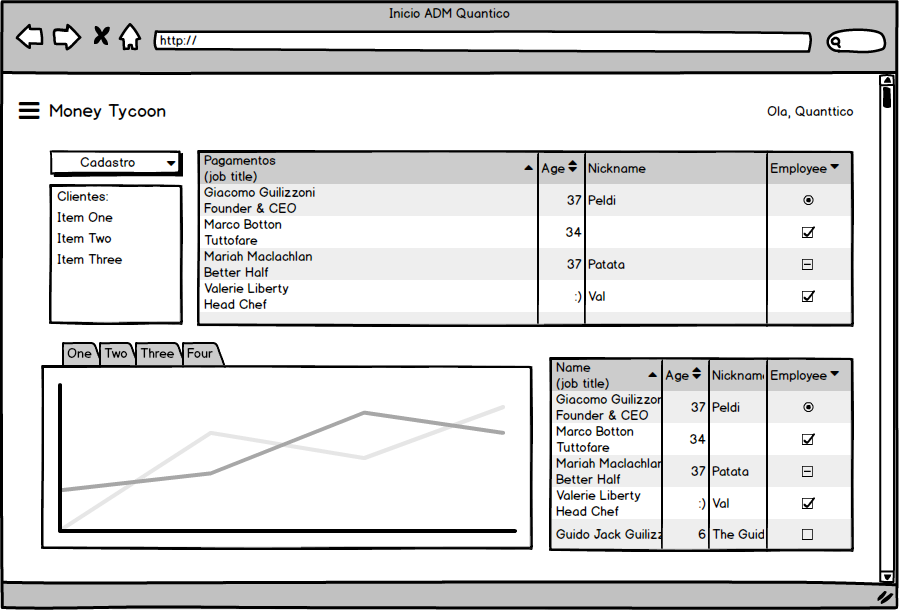 Inicio ADM Quantico
http://
Money Tycoon
Ola, Quanttico
Cadastro
Clientes:
Item One
Item Two
Item Three
Pagamentos
(job title)
Age
Nickname
Employee
Giacomo Guilizzoni
Founder & CEO
37
Peldi
Marco Botton
Tuttofare
34
Mariah Maclachlan
Better Half
37
Patata
Valerie Liberty
Head Chef
:)
Val
One
Two
Three
Four
Name
(job title)
Age
Nicknam
Employee
Giacomo Guilizzor
Founder & CEO
37
Peldi
Marco Botton
Tuttofare
34
Mariah Maclachlar
Better Half
37
Patata
Valerie Liberty
Head Chef
:)
Val
Guido Jack Guilizz
6
The Guid